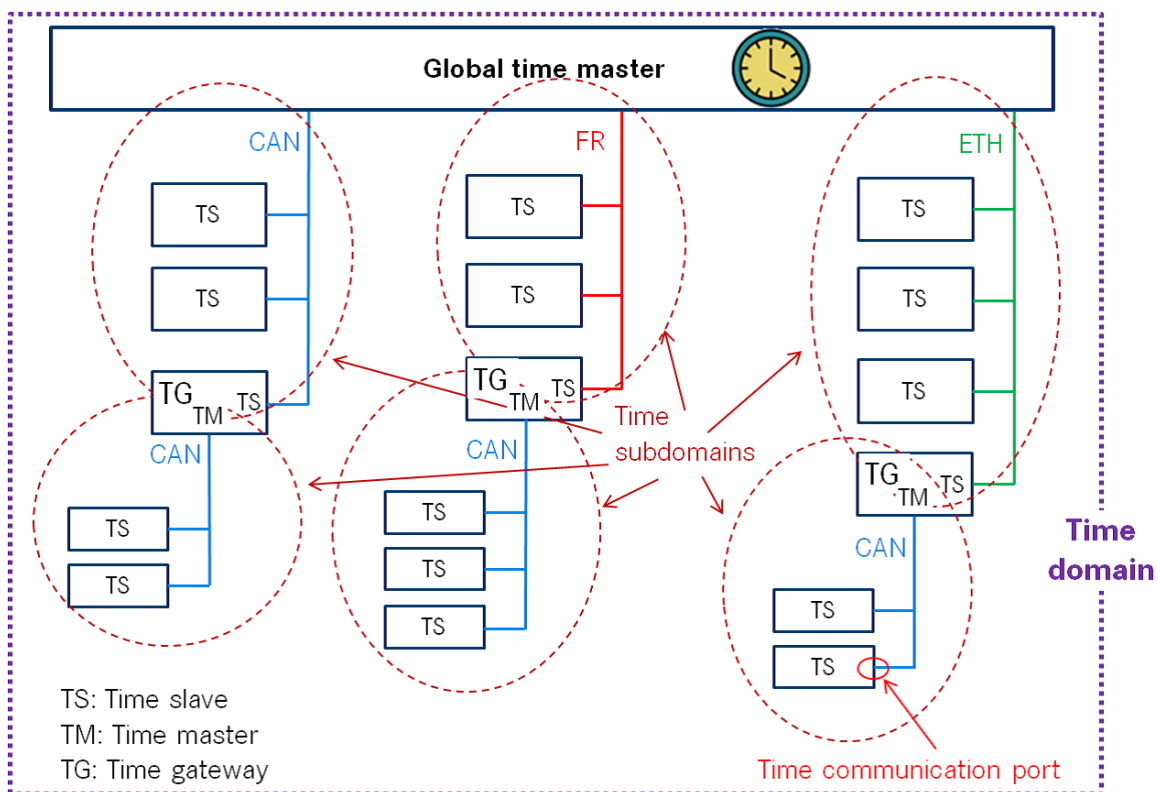 Global time master
CAN
FR
ETH
TS
TS
TS
TS
TS
TS
TS
TG
TM
TS
TG
TM
TS
TG
TM
TS
Time
subdomains
CAN
CAN
CAN
TS
TS
TS
TS
TS
TS
TS
Time
domain
TS: Time slave
TM: Time master
TG: Time gateway
Time communication port